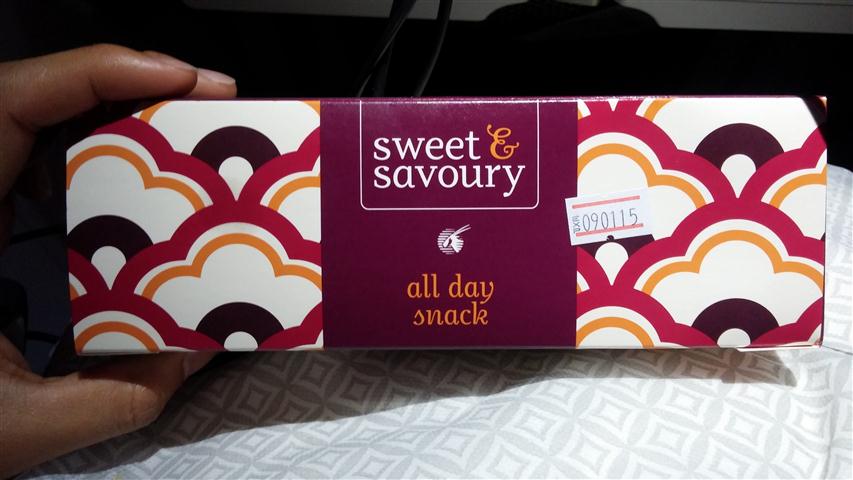 sweet &
savoury
all day
snack
090115